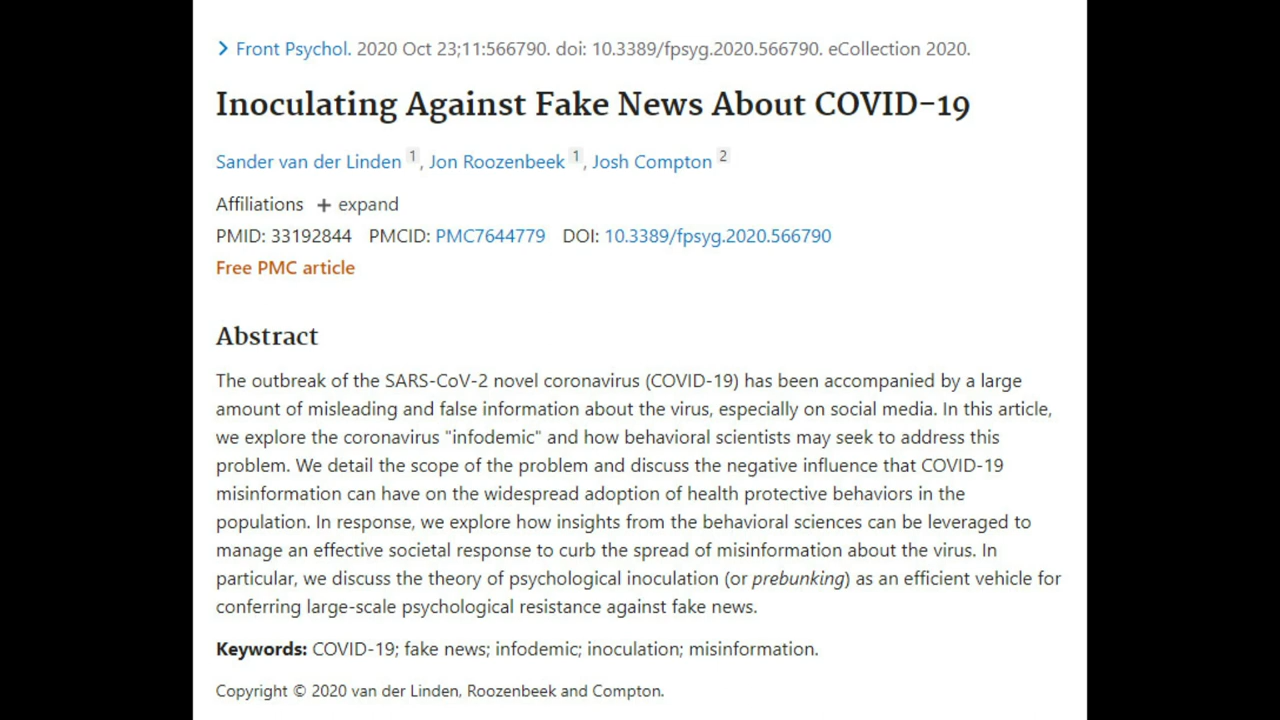 Front Psychol. 2020 Oct 23;11:566790. doi: 10.3389/fpsyg.2020.566790. eCollection 2020.
Inoculating Against Fake News About COVID-19
Sander van der Linden 1, Jon Roozenbeek 1, Josh Compton 2
Affiliations + expand
PMID: 33192844 PMCID: PMC7644779 DOI: 10.3389/fpsyg.2020.566790
Free PMC article
Abstract
The outbreak of the SARS-CoV-2 novel coronavirus (COVID-19) has been accompanied by a large
amount of misleading and false information about the virus, especially on social media. In this article,
we explore the coronavirus "infodemic" and how behavioral scientists may seek to address this
problem. We detail the scope of the problem and discuss the negative influence that COVID-19
misinformation can have on the widespread adoption of health protective behaviors in the
population. In response, we explore how insights from the behavioral sciences can be leveraged to
manage an effective societal response to curb the spread of misinformation about the virus. In
particular, we discuss the theory of psychological inoculation (or prebunking) as an efficient vehicle for
conferring large-scale psychological resistance against fake news.
Keywords: COVID-19; fake news; infodemic; inoculation; misinformation.
Copyright © 2020 van der Linden, Roozenbeek and Compton.